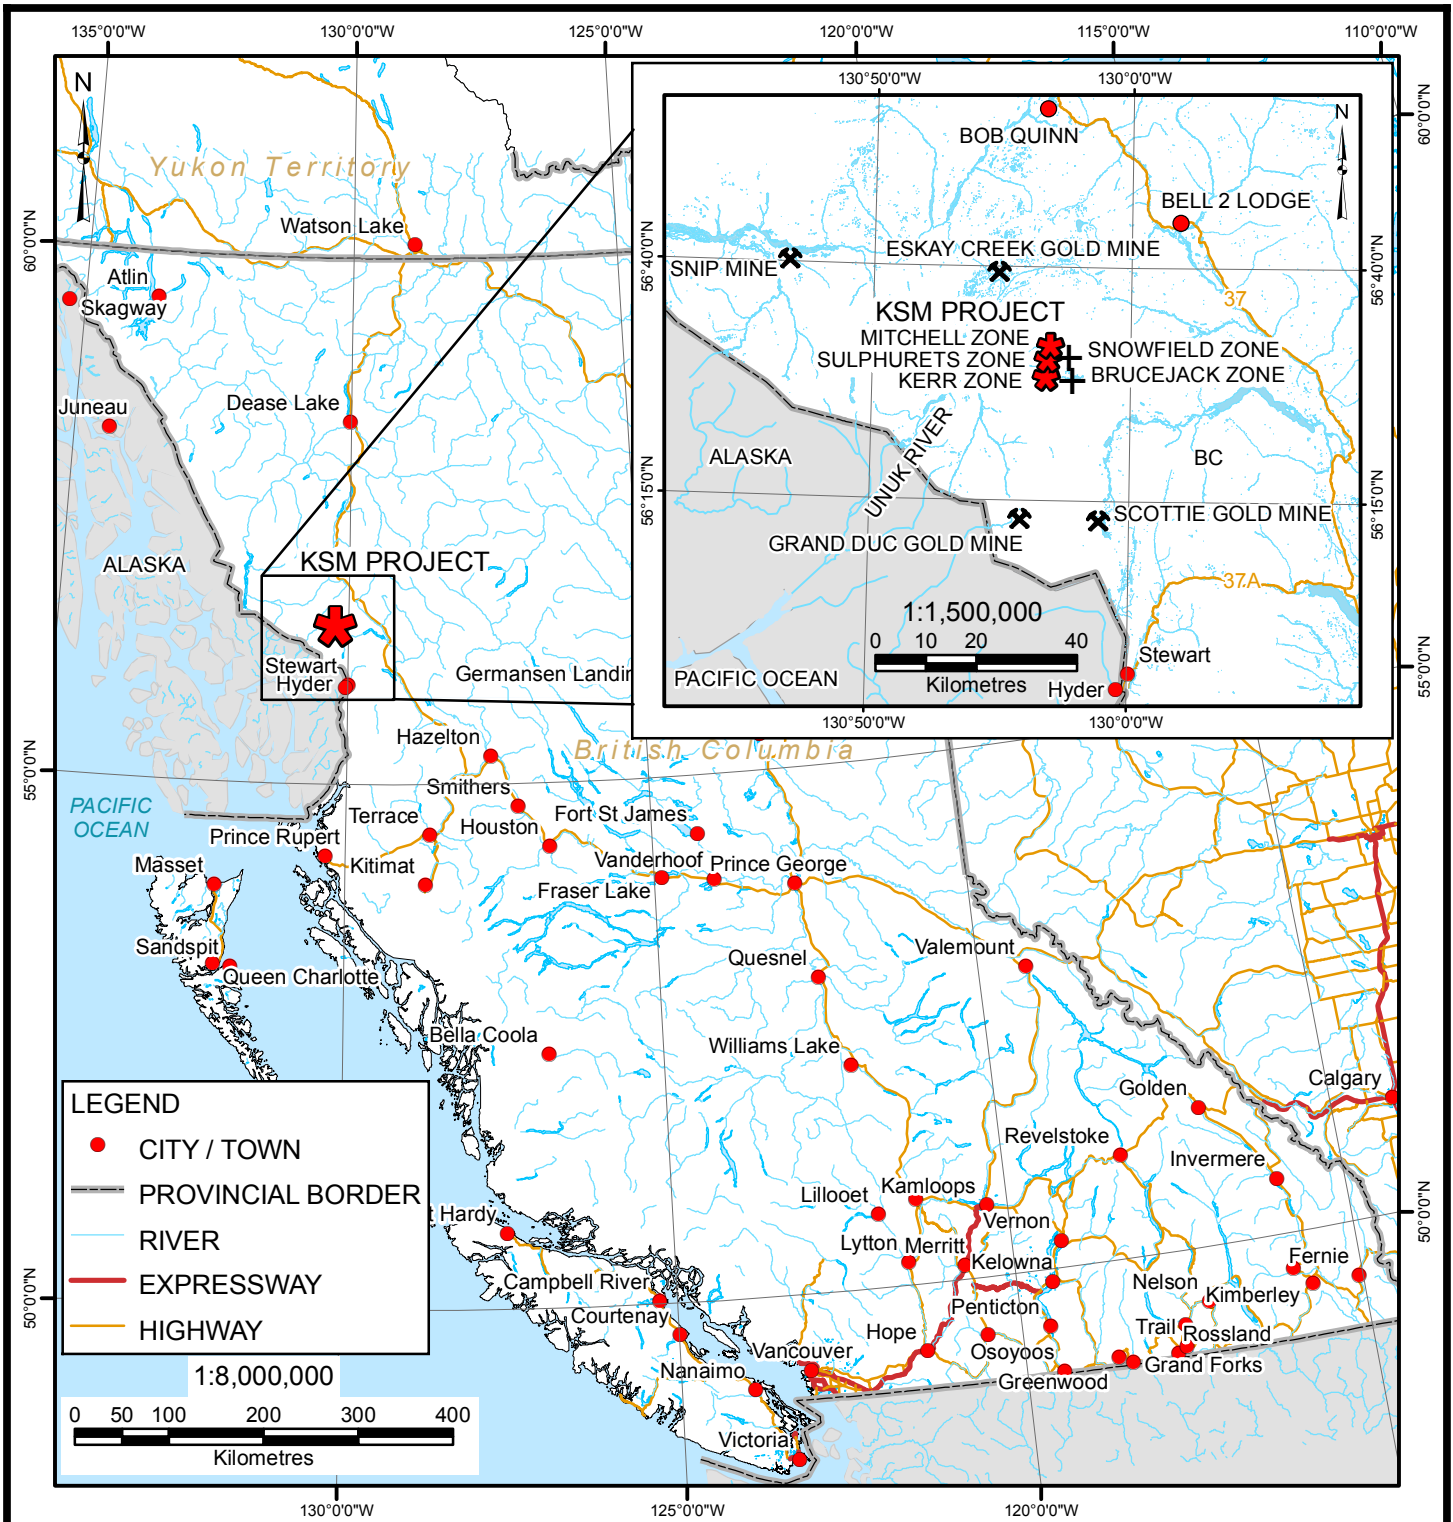 135°0'0"W
130°0'0"W
125°0'0"W
120°0'0"W
115°0'0"W
110°0'0"W
130°50'0"W
130°0'0"W
N
N
60°0'0"N
60°0'0"N
BOB QUINN
Yukon Territory
BELL 2 LODGE
Watson Lake
ESKAY CREEK GOLD MINE
SNIP MINE
56°40'0"N
56°40'0"N
Atlin
Skagway
37
KSM PROJECT
MITCHELL ZONE
SULPHURETS ZONE
SNOWFIELD ZONE
KERR ZONE
BRUCEJACK ZONE
Juneau
Dease Lake
UNUK RIVER
ALASKA
BC
56°15'0"N
56°15'0"N
SCOTTIE GOLD MINE
GRAND DUC GOLD MINE
KSM PROJECT
ALASKA
37A
1:1,500,000
0 10 20 40
Kilometres
Stewart
Hyder
PACIFIC OCEAN
55°0'0"N
Stewart
Hyder
Germansen Landin
130°50'0"W
130°0'0"W
Hazelton
British Columbia
55°0'0"N
PACIFIC
OCEAN
Smithers
Terrace
Houston
Fort St James
Prince Rupert
Kitimat
Vanderhoof
Prince George
Masset
Fraser Lake
Sandspit
Queen Charlotte
Quesnel
Valemount
Bella Coola
Williams Lake
Golden
Calgary
LEGEND
CITY / TOWN
PROVINCIAL BORDER
RIVER
EXPRESSWAY
HIGHWAY
Revelstoke
Invermere
Lillooet
Kamloops
t Hardy
Vernon
50°0'0"N
Lytton
Merritt
Kelowna
Fernie
50°0'0"N
Campbell River
Nelson
Kimberley
Courtenay
Penticton
Hope
Trail
Rossland
Vancouver
Osoyoos
Grand Forks
Nanaimo
Greenwood
1:8,000,000
0 50 100 200 300 400
Kilometres
Victoria
130°0'0"W
125°0'0"W
120°0'0"W